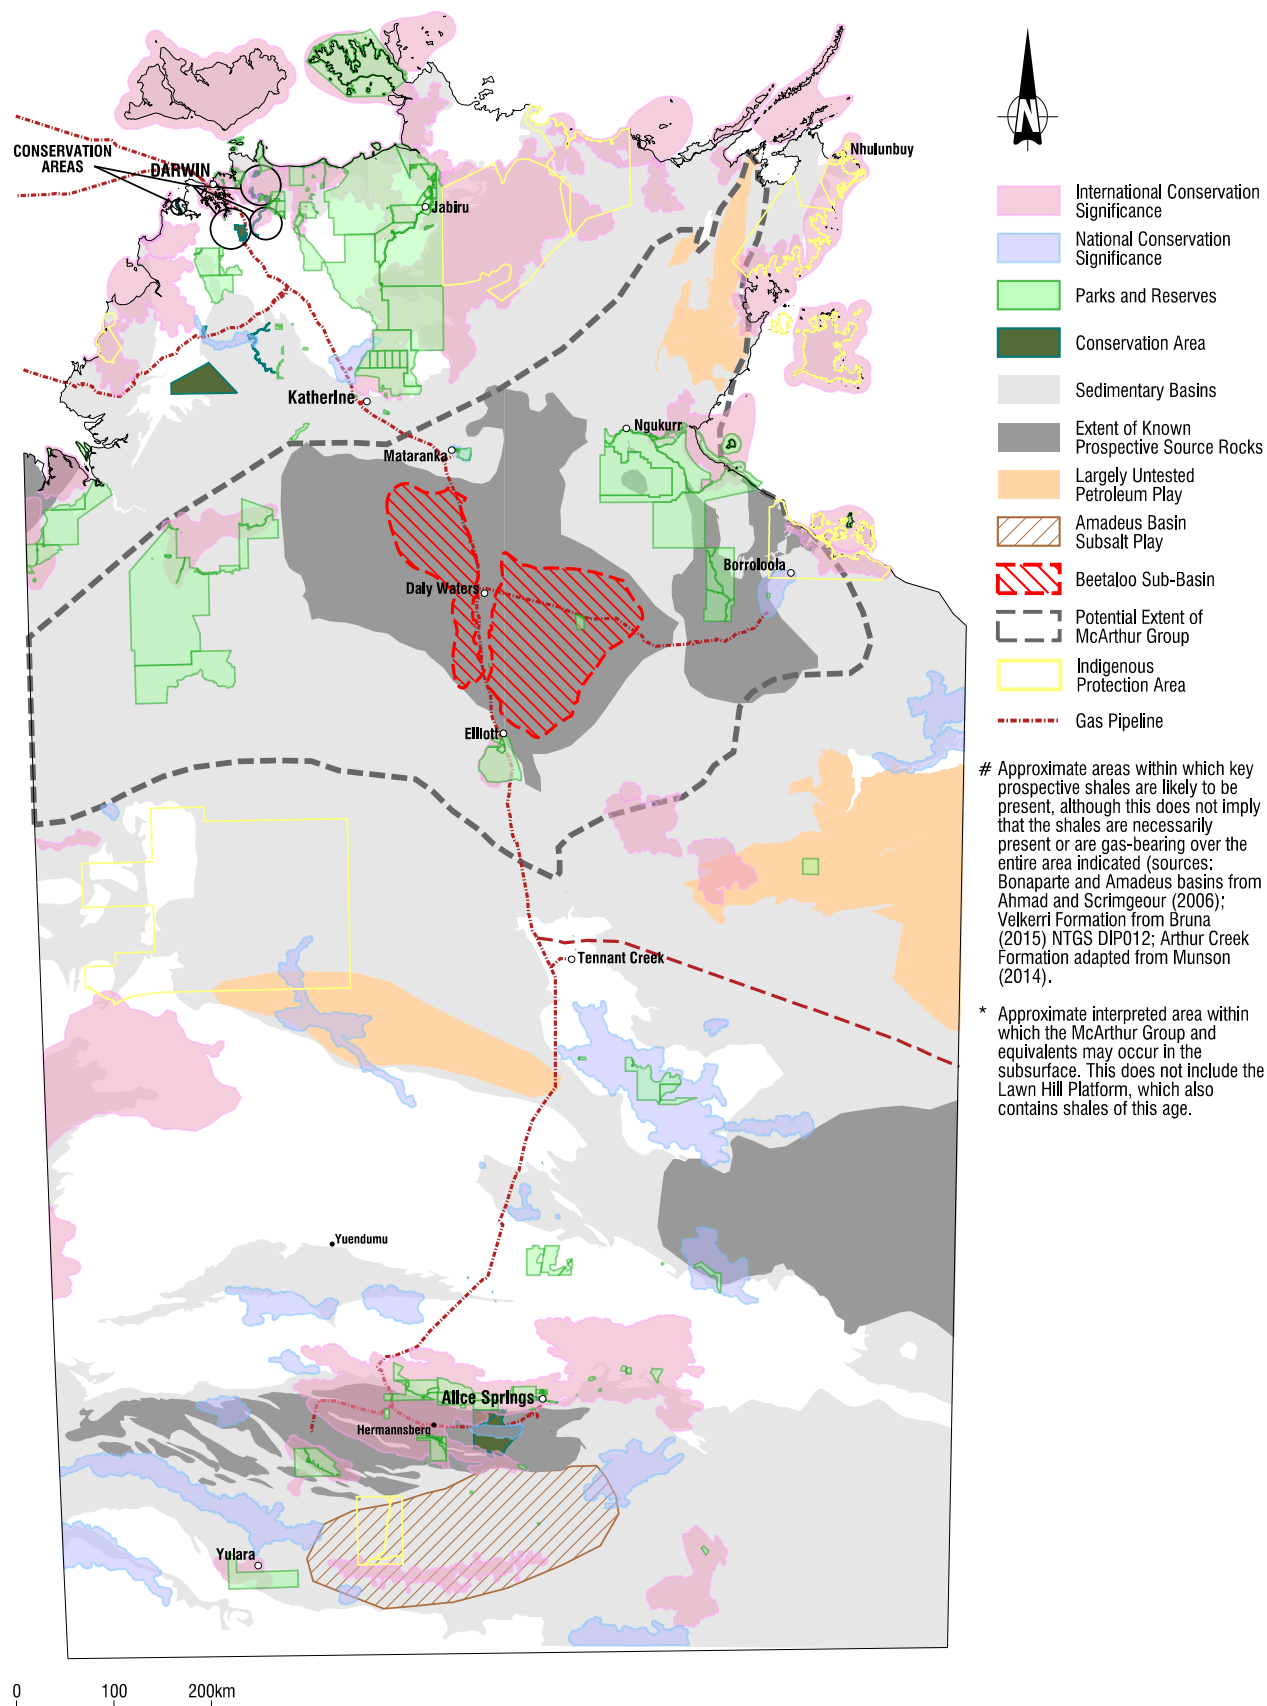 CONSERVATION
AREAS
DARWIN
Jabiru
Nhulunbuy
Katherine
Mataranka
Ngukurr
Daly Waters
Borroloola
Elliott
Tennant Creek
Yuendumu
Alice Springs
Hermannsberg
Yulara
0 100 200km
N
International Conservation
Significance
National Conservation
Significance
Parks and Reserves
Conservation Area
Sedimentary Basins
Extent of Known
Prospective Source Rocks
Largely Untested
Petroleum Play
Amadeus Basin
Subsalt Play
Beetaloo Sub-Basin
Potential Extent of
McArthur Group
Indigenous
Protection Area
Gas Pipeline
# Approximate areas within which key
prospective shales are likely to be
present, although this does not imply
that the shales are necessarily
present or are gas-bearing over the
entire area indicated (sources:
Bonaparte and Amadeus basins from
Ahmad and Scrimgeour (2006);
Velkerri Formation from Bruna
(2015) NTGS DIP012; Arthur Creek
Formation adapted from Munson
(2014).
* Approximate interpreted area within
which the McArthur Group and
equivalents may occur in the
subsurface. This does not include the
Lawn Hill Platform, which also
contains shales of this age.